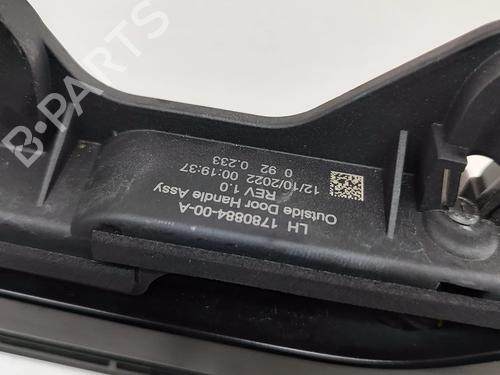 LH 1780884-00-A
Outside Door Handle Assy
REV 1.0
12/10/2022 00:19:37
0 92 0.233
B-PARTS